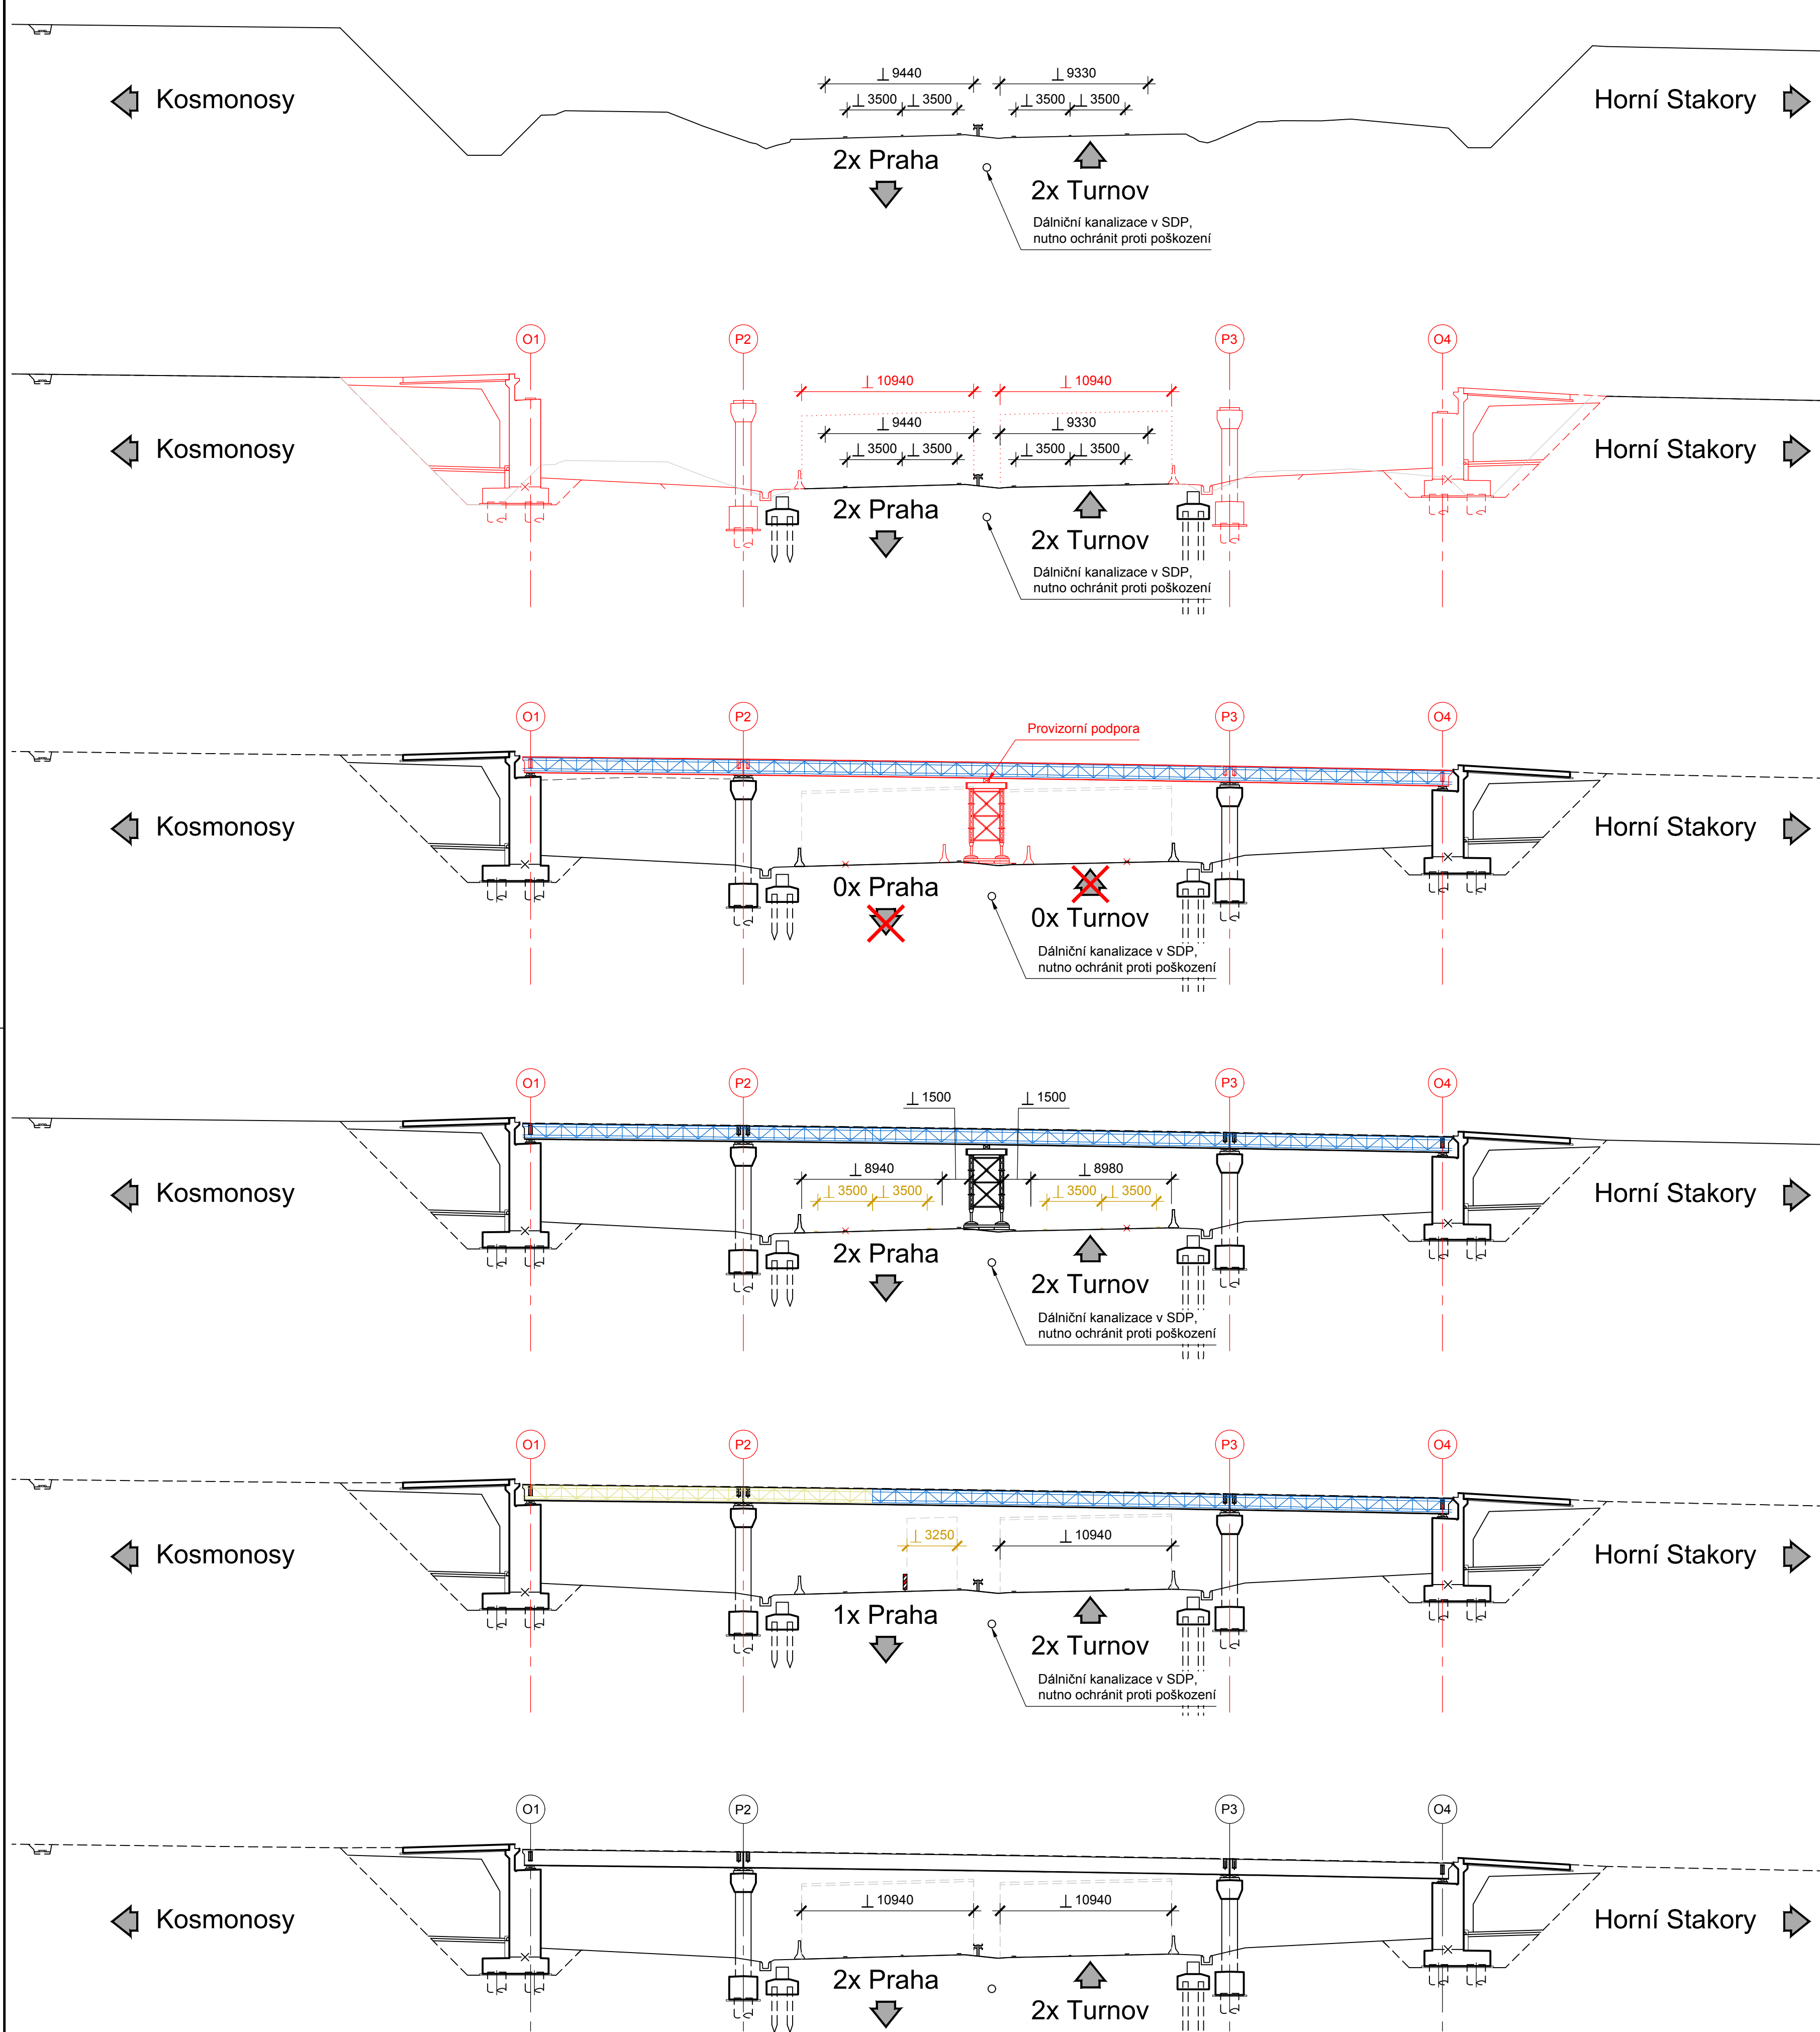 ⊥ 9440
⊥ 9330
⊥ 3500
⊥ 3500
⊥ 3500
⊥ 3500
Kosmonosy
Horní Stakory
2x Praha
2x Turnov
Dálniční kanalizace v SDP,
nutno ochránit proti poškození
O1
P2
P3
O4
⊥ 10940
⊥ 10940
⊥ 9440
⊥ 9330
⊥ 3500
⊥ 3500
⊥ 3500
⊥ 3500
Kosmonosy
Horní Stakory
2x Praha
2x Turnov
Dálniční kanalizace v SDP,
nutno ochránit proti poškození
O1
P2
P3
O4
Provizorní podpora
Kosmonosy
Horní Stakory
0x Praha
0x Turnov
Dálniční kanalizace v SDP,
nutno ochránit proti poškození
O1
P2
P3
O4
⊥ 1500
⊥ 1500
⊥ 8940
⊥ 8980
⊥ 3500
⊥ 3500
⊥ 3500
⊥ 3500
Kosmonosy
Horní Stakory
2x Praha
2x Turnov
Dálniční kanalizace v SDP,
nutno ochránit proti poškození
O1
P2
P3
O4
⊥ 3250
⊥ 10940
Kosmonosy
Horní Stakory
1x Praha
2x Turnov
Dálniční kanalizace v SDP,
nutno ochránit proti poškození
O1
P2
P3
O4
⊥ 10940
⊥ 10940
Kosmonosy
Horní Stakory
2x Praha
2x Turnov